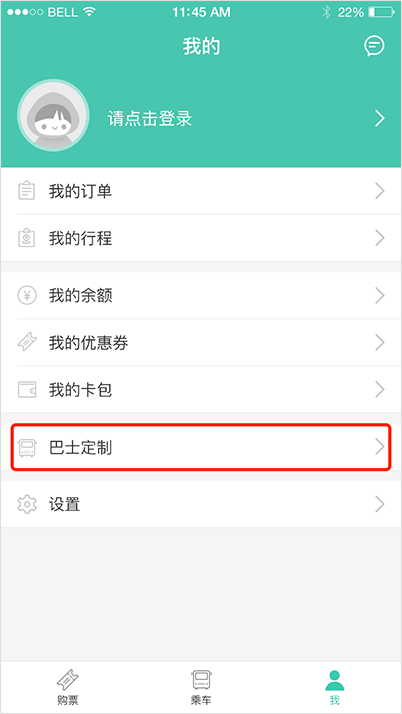 BELL 11:45 AM 22%
我的
请点击登录
我的订单
我的行程
我的余额
我的优惠券
我的卡包
巴士定制
设置
购票 乘车 我